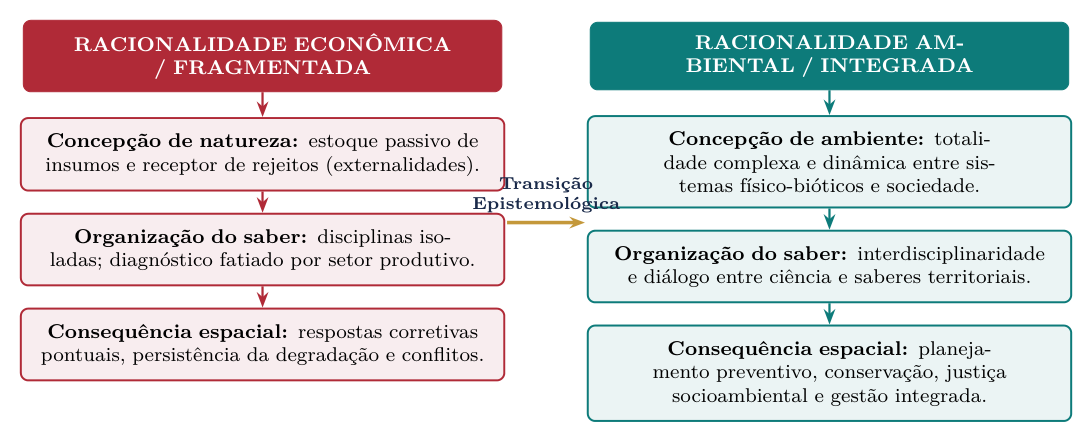 RACIONALIDADE ECONÔMICA
/ FRAGMENTADA
Concepção de natureza: estoque passivo de
insumos e receptor de rejeitos (externalidades).
Organização do saber: disciplinas iso-
ladas; diagnóstico fatiado por setor produtivo.
Consequência espacial: respostas corretivas
pontuais, persistência da degradação e conflitos.
Transição
Epistemológica
RACIONALIDADE AM-
BIENTAL / INTEGRADA
Concepção de ambiente: totali-
dade complexa e dinâmica entre sis-
temas físico-bióticos e sociedade.
Organização do saber: interdisciplinaridade
e diálogo entre ciência e saberes territoriais.
Consequência espacial: planeja-
mento preventivo, conservação, justiça
socioambiental e gestão integrada.